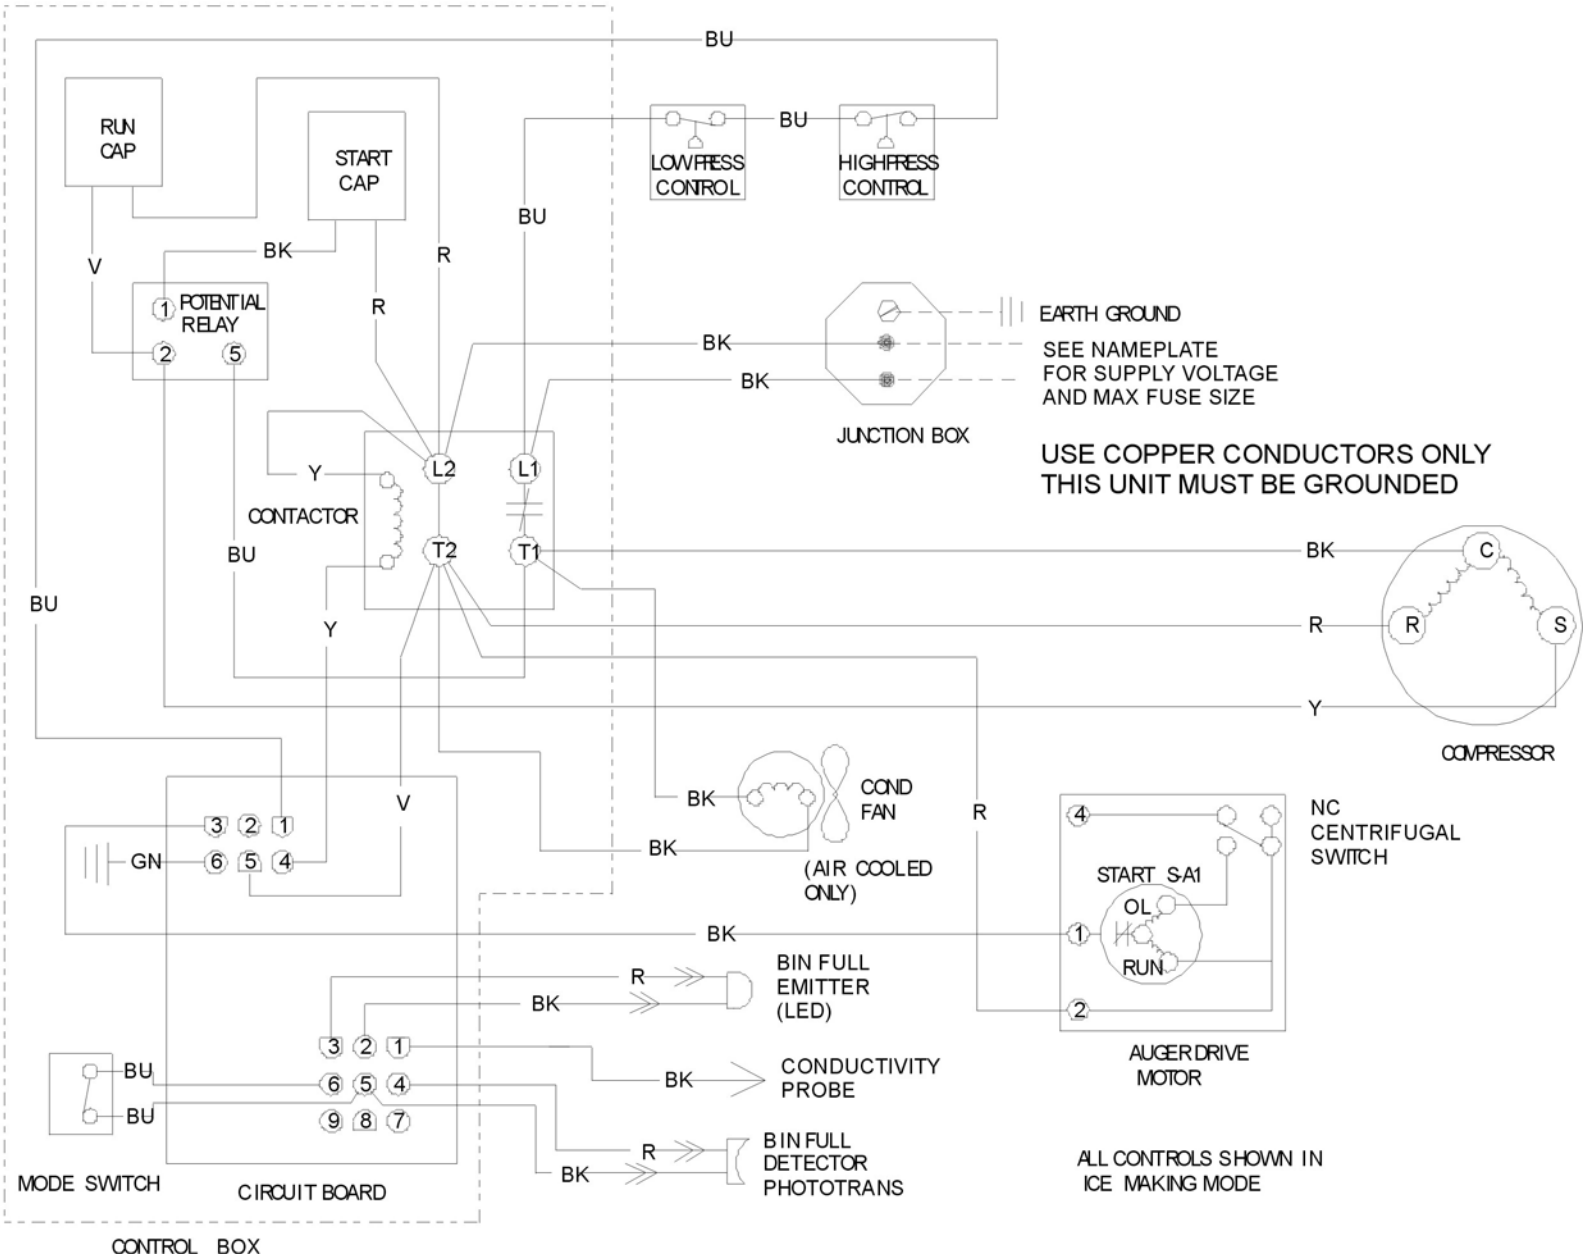 BU
RUN
CAP
START
CAP
BU
LOW PRESS
CONTROL
HIGH PRESS
CONTROL
BU
BK
R
V
R
1
POTENTIAL
RELAY
2
5
EARTH GROUND
BK
SEE NAMEPLATE
FOR SUPPLY VOLTAGE
AND MAX FUSE SIZE
BK
JUNCTION BOX
USE COPPER CONDUCTORS ONLY
THIS UNIT MUST BE GROUNDED
Y
L2
L1
CONTACTOR
BU
T2
T1
BK
C
BU
Y
R
R
S
Y
COMPRESSOR
V
BK
COND
FAN
R
4
NC
CENTRIFUGAL
SWITCH
3
2
1
GN
6
5
4
BK
(AIR COOLED
ONLY)
START S-A1
OL
BK
1
RUN
2
AUGER DRIVE
MOTOR
R
BK
BIN FULL
EMITTER
(LED)
3
2
1
BU
6
5
4
BK
CONDUCTIVITY
PROBE
BU
9
8
7
R
BK
BIN FULL
DETECTOR
PHOTOTRANS
ALL CONTROLS SHOWN IN
ICE MAKING MODE
MODE SWITCH
CIRCUIT BOARD
CONTROL BOX